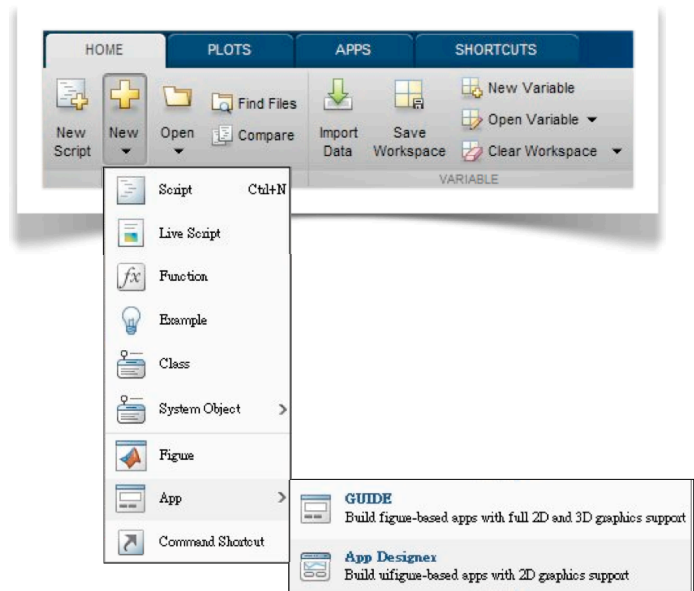 HOME PLOTS APPS SHORTCUTS
New Script
New
Open
Find Files
Compare
Import Data
Save Workspace
New Variable
Open Variable
Clear Workspace
VARIABLE
Script Ctrl+N
Live Script
Function
Example
Class
System Object
Figure
App
Command Shortcut
GUIDE
Build figure-based apps with full 2D and 3D graphics support
App Designer
Build uifigure-based apps with 2D graphics support